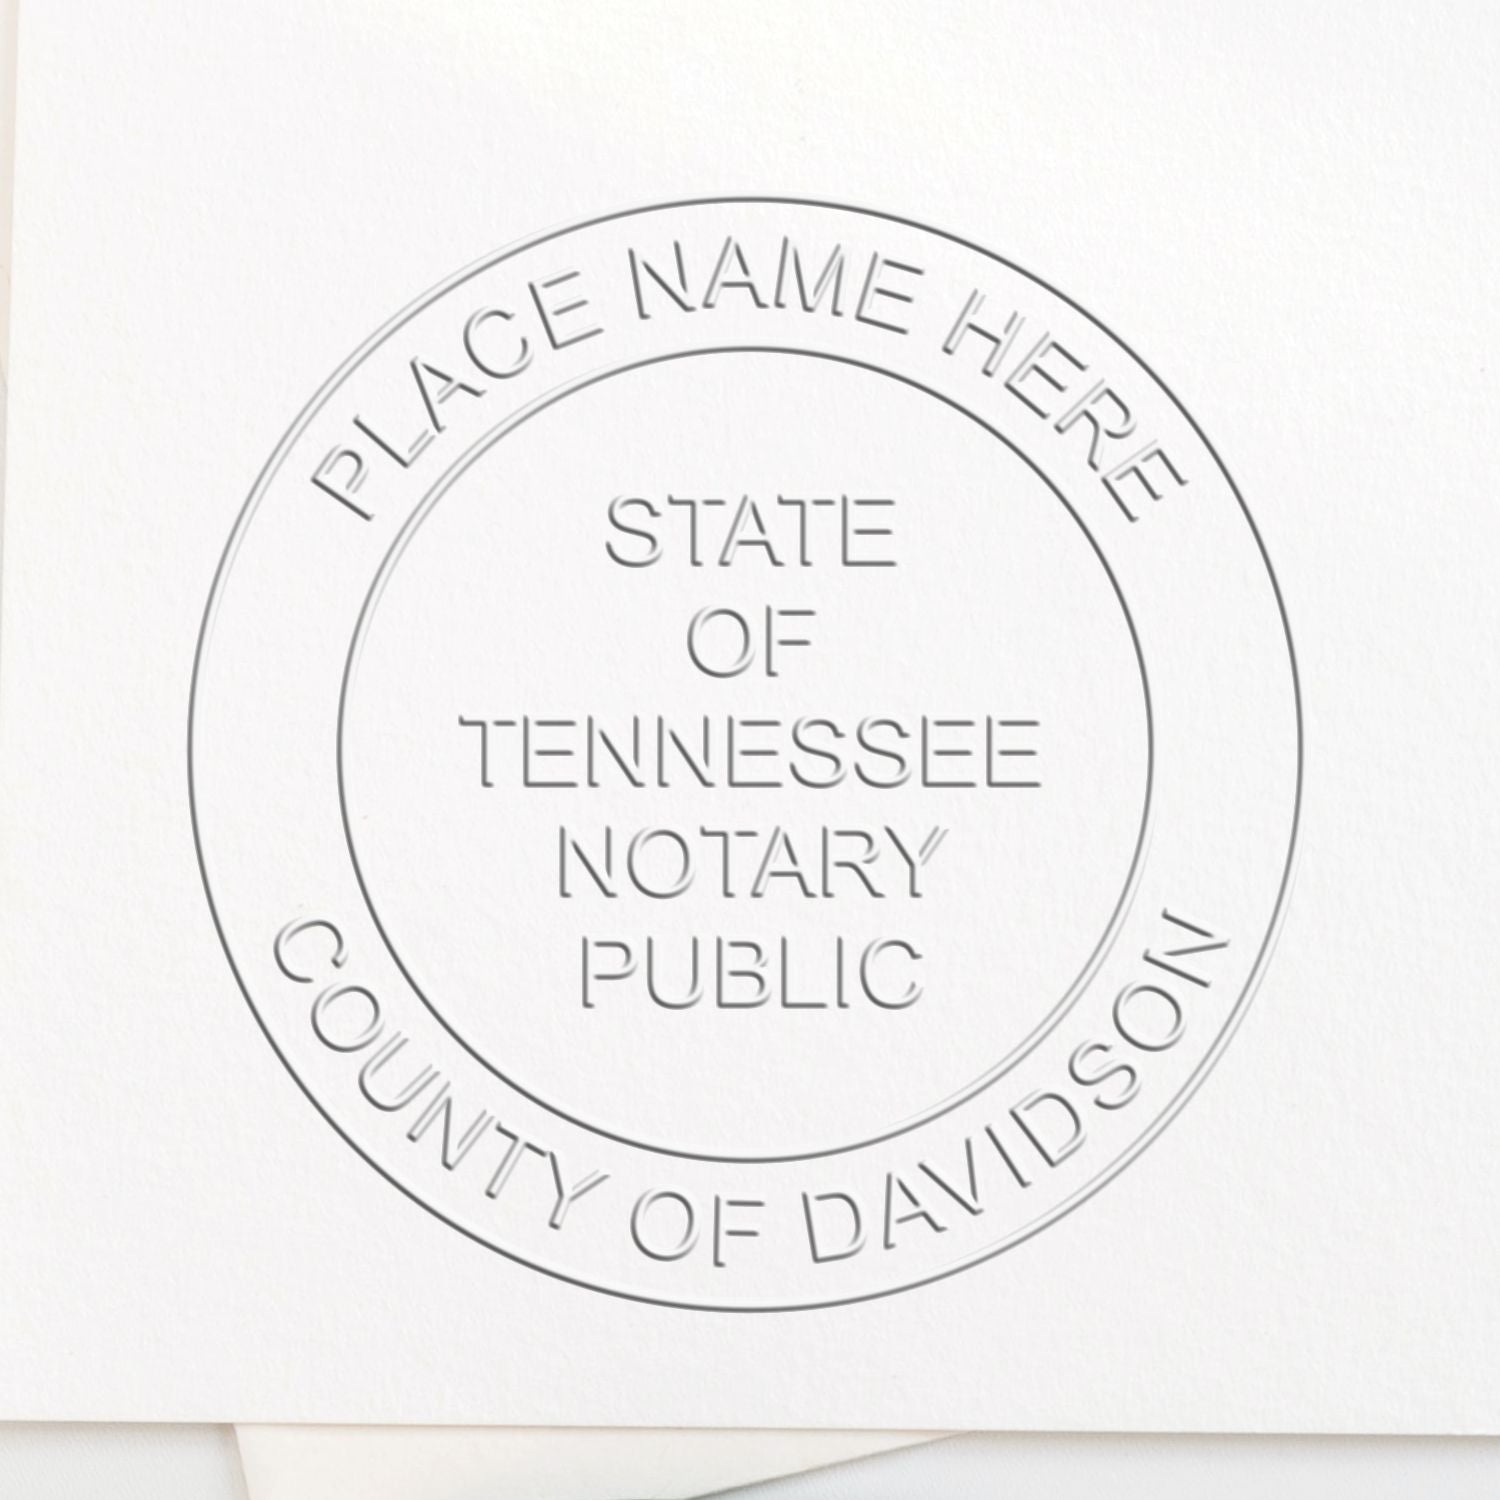 PLACE NAME HERE
STATE
OF
TENNESSEE
NOTARY
PUBLIC
COUNTY OF DAVIDSON